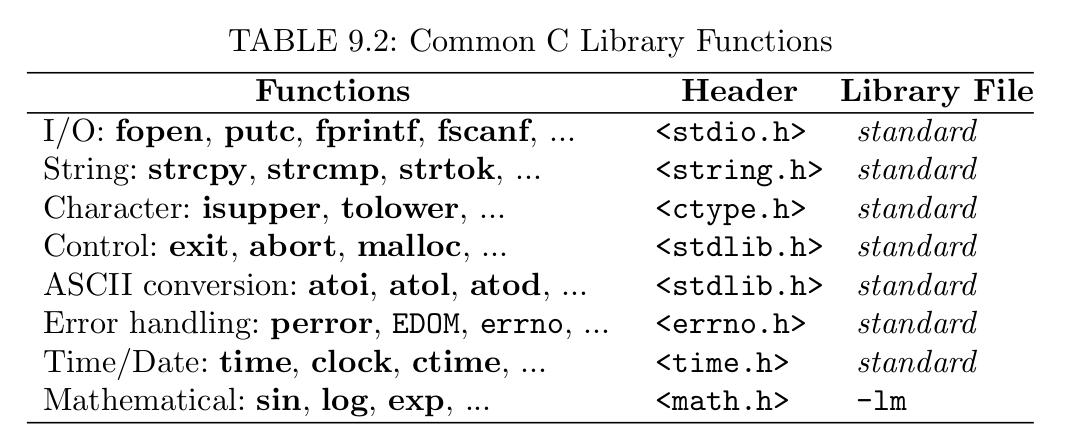 TABLE 9.2: Common C Library Functions
Functions Header Library File
I/O: fopen, putc, fprintf, fscanf, ... <stdio.h> standard
String: strcpy, strcmp, strtok, ... <string.h> standard
Character: isupper, tolower, ... <ctype.h> standard
Control: exit, abort, malloc, ... <stdlib.h> standard
ASCII conversion: atoi, atol, atod, ... <stdlib.h> standard
Error handling: perror, EDOM, errno, ... <errno.h> standard
Time/Date: time, clock, ctime, ... <time.h> standard
Mathematical: sin, log, exp, ... <math.h> -lm